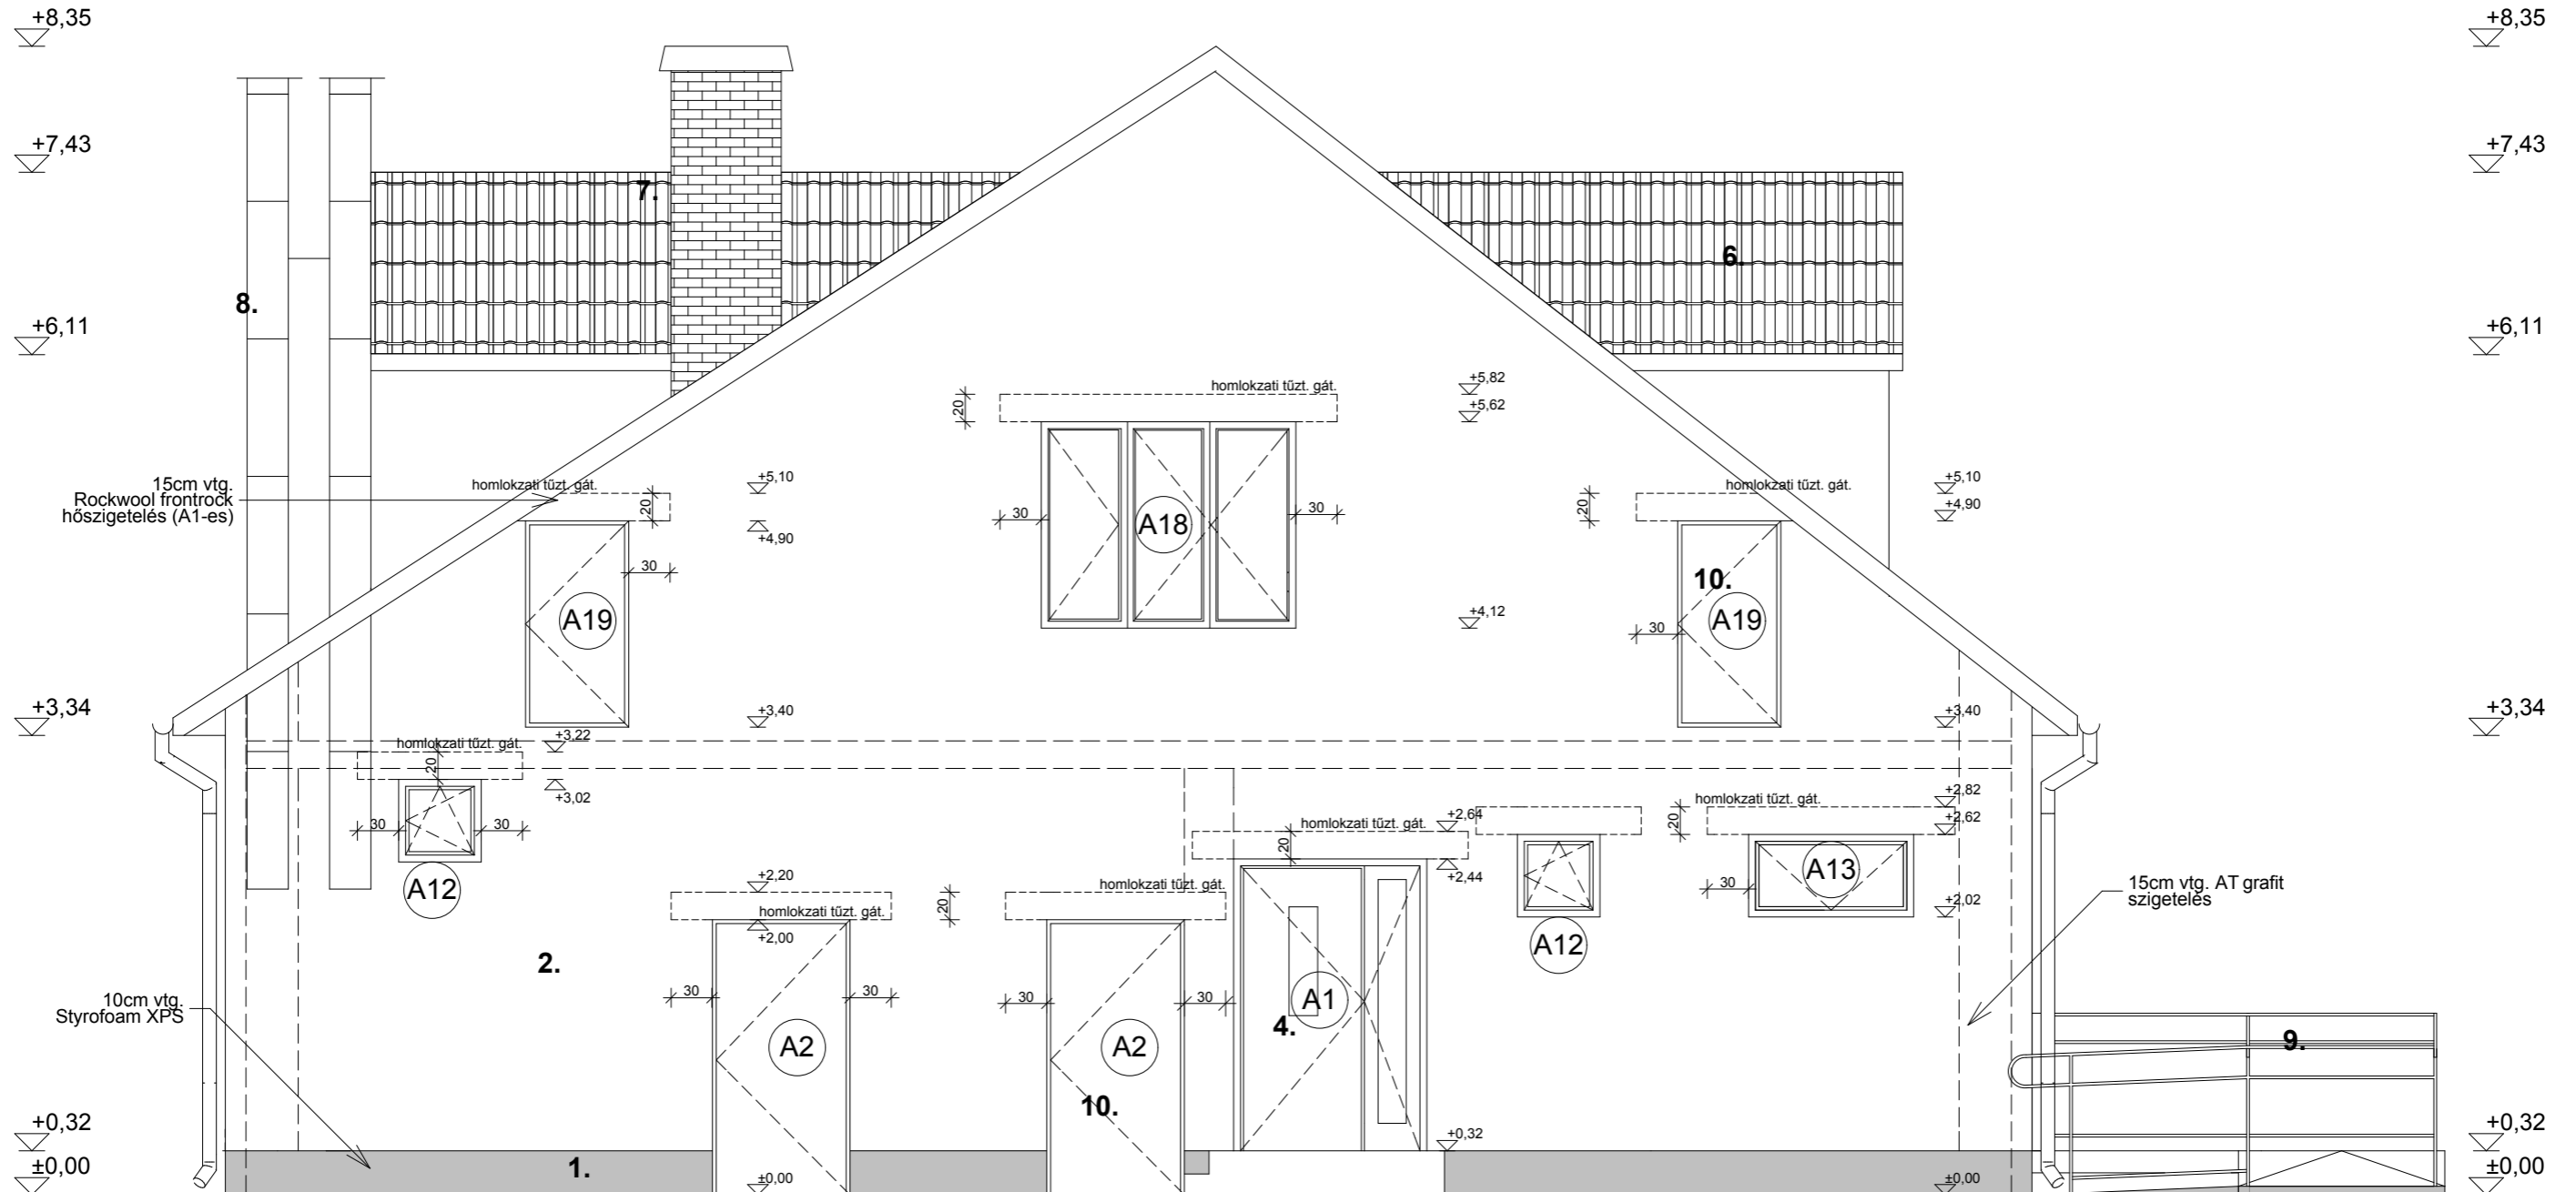 +8,35
+8,35
+7,43
+7,43
7.
6.
8.
+6,11
+6,11
homlokzati tűzt. gát.
+5,82
20
+5,62
15cm vtg.
Rockwool frontrock
hőszigetelés (A1-es)
homlokzati tűzt. gát.
20
+5,10
+4,90
30
A18
30
homlokzati tűzt. gát.
20
+5,10
+4,90
30
10.
A19
A19
+4,12
30
+3,34
+3,40
+3,40
+3,34
homlokzati tűzt. gát.
+3,22
20
+3,02
30
30
A12
homlokzati tűzt. gát.
+2,64
20
+2,44
homlokzati tűzt. gát.
+2,82
20
+2,62
A13
30
+2,02
A12
15cm vtg. AT grafit
szigetelés
+2,20
homlokzati tűzt. gát.
+2,00
homlokzati tűzt. gát.
20
2.
30
30
30
30
A1
4.
10cm vtg.
Styrofoam XPS
A2
A2
9.
10.
+0,32
+0,32
+0,32
1.
±0,00
±0,00
±0,00
±0,00